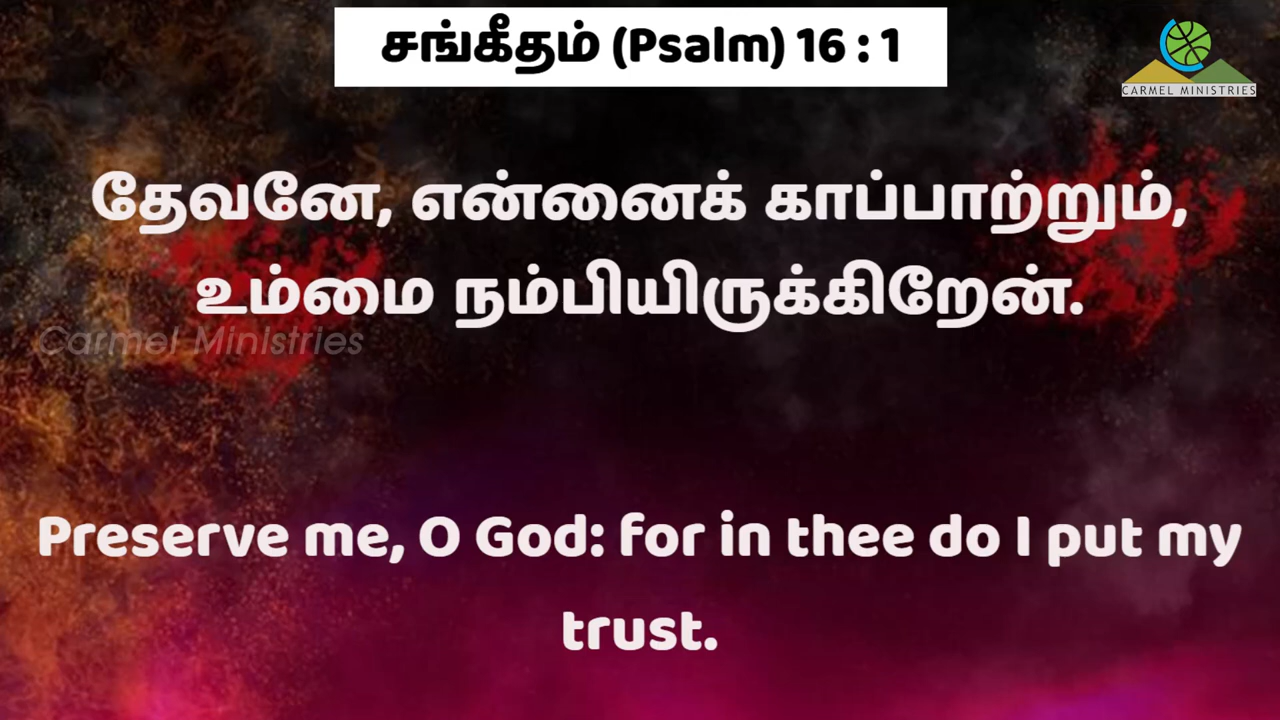 சங்கீதம் (Psalm) 16 : 1
CARMEL MINISTRIES
தேவனே, என்னைக் காப்பாற்றும்,
உம்மை நம்பியிருக்கிறேன்.
Carmel Ministries
Preserve me, O God: for in thee do I put my
trust.